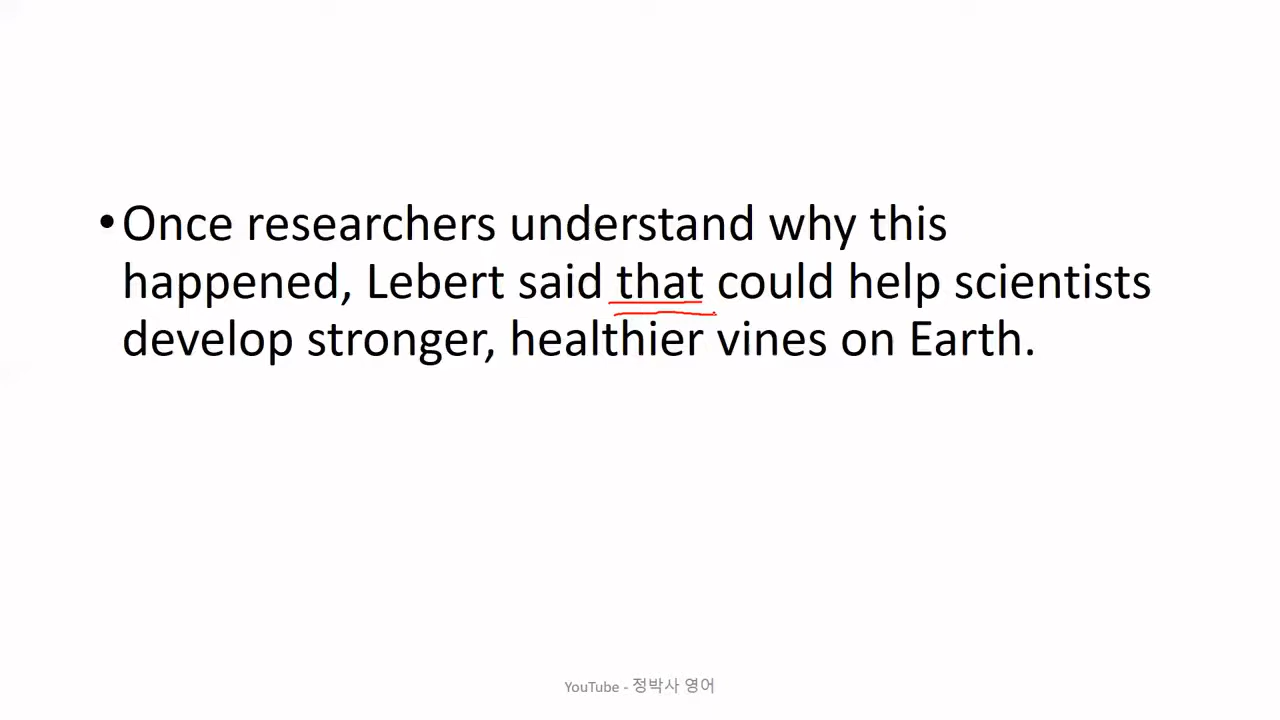 •Once researchers understand why this
happened, Lebert said that could help scientists
develop stronger, healthier vines on Earth.
YouTube - 정박사 영어